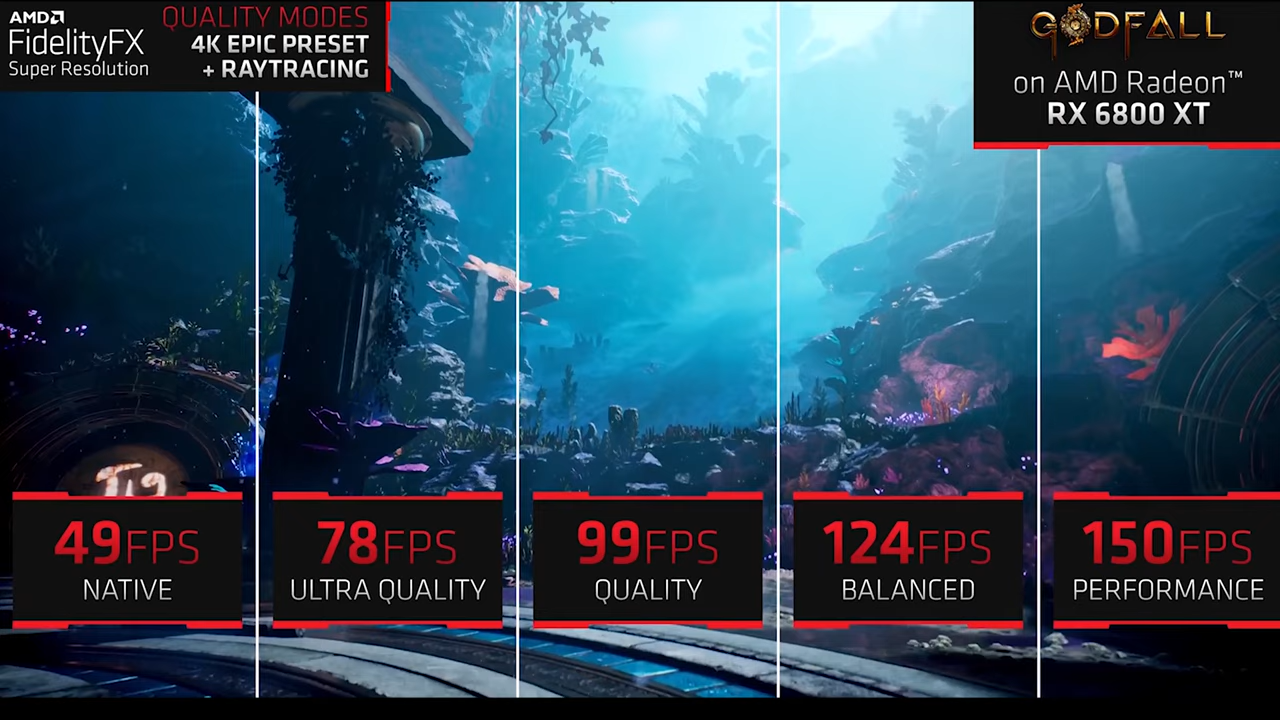 AMD
FidelityFX
Super Resolution
QUALITY MODES
4K EPIC PRESET
+ RAYTRACING
GODFALL
on AMD Radeon™
RX 6800 XT
49FPS
NATIVE
78FPS
ULTRA QUALITY
99FPS
QUALITY
124FPS
BALANCED
150FPS
PERFORMANCE